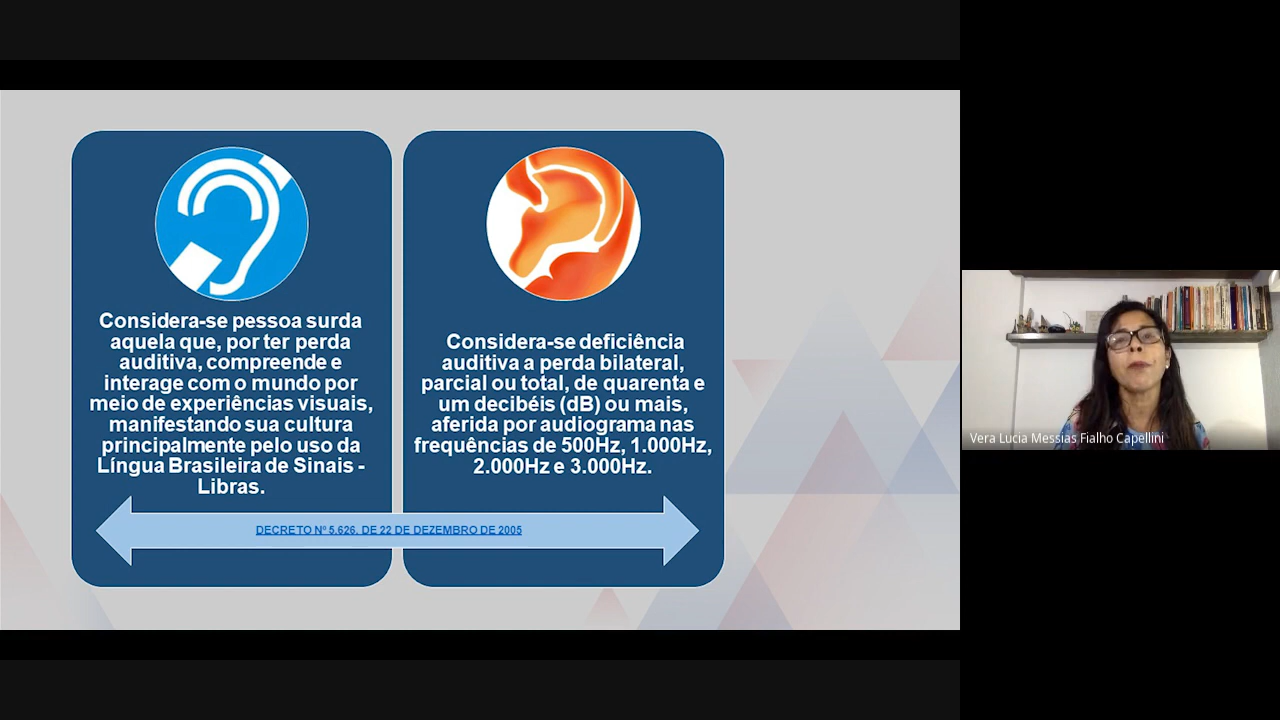 Considera-se pessoa surda
aquela que, por ter perda
auditiva, compreende e
interage com o mundo por
meio de experiências visuais,
manifestando sua cultura
principalmente pelo uso da
Língua Brasileira de Sinais -
Libras.
Considera-se deficiência
auditiva a perda bilateral,
parcial ou total, de quarenta e
um decibéis (dB) ou mais,
aferida por audiograma nas
frequências de 500Hz, 1.000Hz,
2.000Hz e 3.000Hz.
DECRETO Nº 5.626, DE 22 DE DEZEMBRO DE 2005
Vera Lucia Messias Fialho Capellini